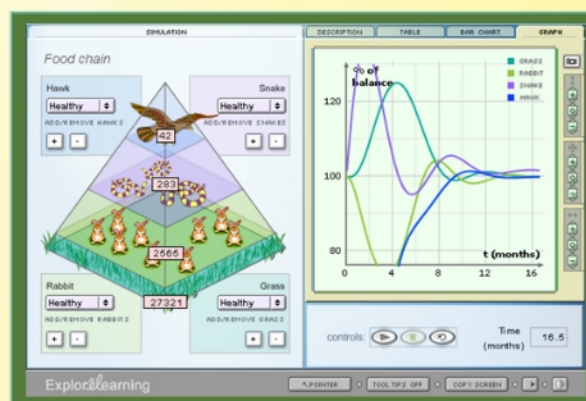 SIMULATION
DESCRIPTION
TABLE
BAR CHART
GRAPH
Food chain
Hawk
Healthy
ADD/REMOVE HAWKS
+ -
Snake
Healthy
ADD/REMOVE SNAKES
+ -
42
283
2565
27321
Rabbit
Healthy
ADD/REMOVE RABBITS
+ -
Grass
Healthy
ADD/REMOVE GRASS
+ -
% of
balance
GRASS
RABBIT
SNAKE
HAWK
120
100
80
t (months)
0 4 8 12 16
controls:
Time
(months)
16.5
ExploreLearning
POINTER
TOOL TIPS OFF
COPY SCREEN